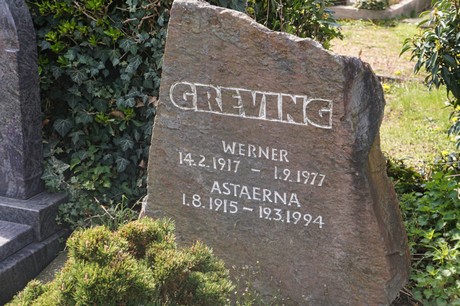 GREVING
WERNER
14.2.1917 - 1.9.1977
ASTAERNA
1.8.1915 - 19.3.1994